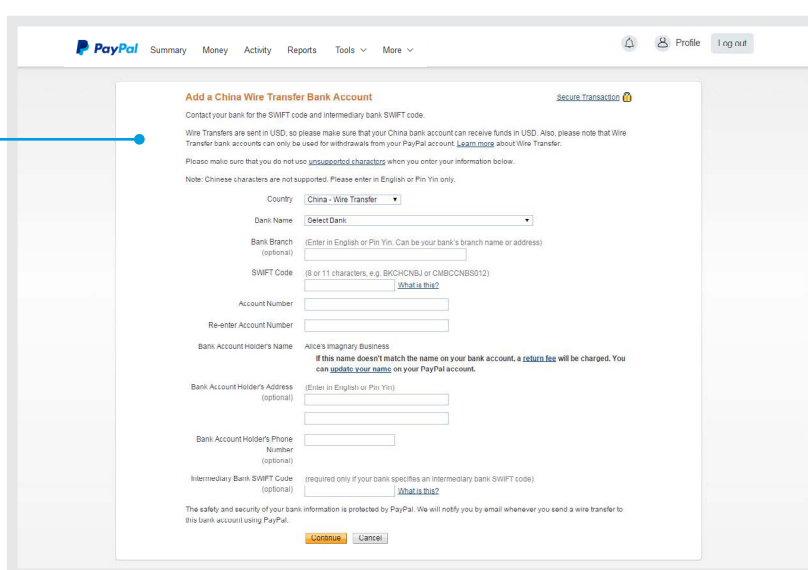 PayPal Summary Money Activity Reports Tools More Profile Log out
Add a China Wire Transfer Bank Account Secure Transaction
Contact your bank for the SWIFT code and intermediary bank SWIFT code.
Wire Transfers are sent in USD, so please make sure that your China bank account can receive funds in USD. Also, please note that Wire
Transfer bank accounts can only be used for withdrawals from your PayPal account. Learn more about Wire Transfer.
Please make sure that you do not use unsupported characters when you enter your information below.
Note: Chinese characters are not supported. Please enter in English or Pin Yin only.
Country China - Wire Transfer
Bank Name Select Bank
Bank Branch (Enter in English or Pin Yin. Can be your bank's branch name or address)
(optional)
SWIFT Code (8 or 11 characters, e.g. BKCHCNBJ or CMBCCNBS012)
What is this?
Account Number
Re-enter Account Number
Bank Account Holder's Name Alice's Imagnary Business
If this name doesn't match the name on your bank account, a return fee will be charged. You
can update your name on your PayPal account.
Bank Account Holder's Address (Enter in English or Pin Yin)
(optional)
Bank Account Holder's Phone
Number
(optional)
Intermediary Bank SWIFT Code (required only if your bank specifies an intermediary bank SWIFT code)
(optional) What is this?
The safety and security of your bank information is protected by PayPal. We will notify you by email whenever you send a wire transfer to
this bank account using PayPal.
Continue Cancel